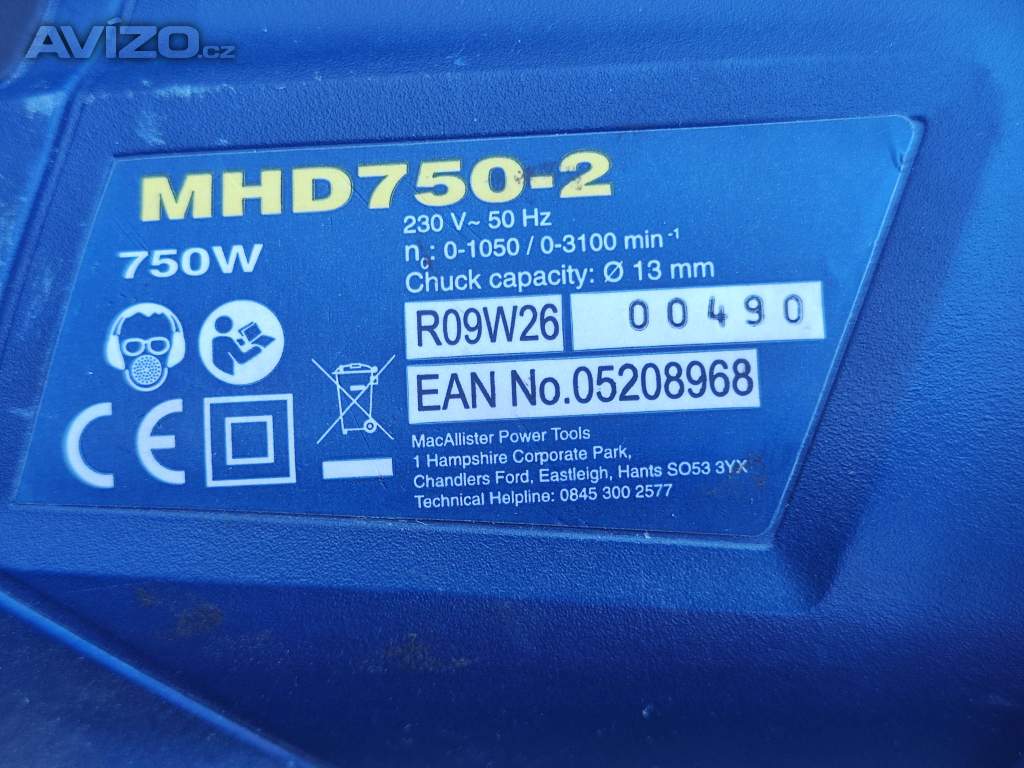 AVÍZO.cz
MHD750-2
750W
230 V~ 50 Hz
n₀: 0-1050 / 0-3100 min⁻¹
Chuck capacity: Ø 13 mm
R09W26 00490
EAN No.05208968
CE
MacAllister Power Tools
1 Hampshire Corporate Park,
Chandlers Ford, Eastleigh, Hants SO53 3YX
Technical Helpline: 0845 300 2577